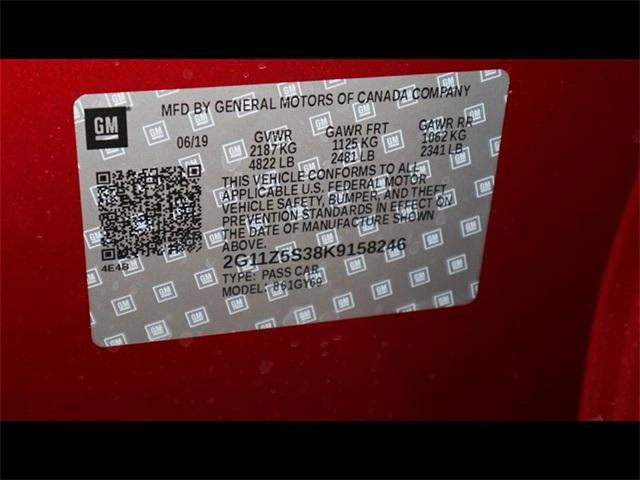 MFD BY GENERAL MOTORS OF CANADA COMPANY
GM
06/19 GVWR GAWR FRT GAWR RR
2187 KG 1125 KG 1062 KG
4822 LB 2481 LB 2341 LB
THIS VEHICLE CONFORMS TO ALL
APPLICABLE U.S. FEDERAL MOTOR
VEHICLE SAFETY, BUMPER, AND THEFT
PREVENTION STANDARDS IN EFFECT ON
THE DATE OF MANUFACTURE SHOWN
ABOVE.
4E4B
2G11Z5S38K9158246
TYPE: PASS CAR
MODEL: 1GY69